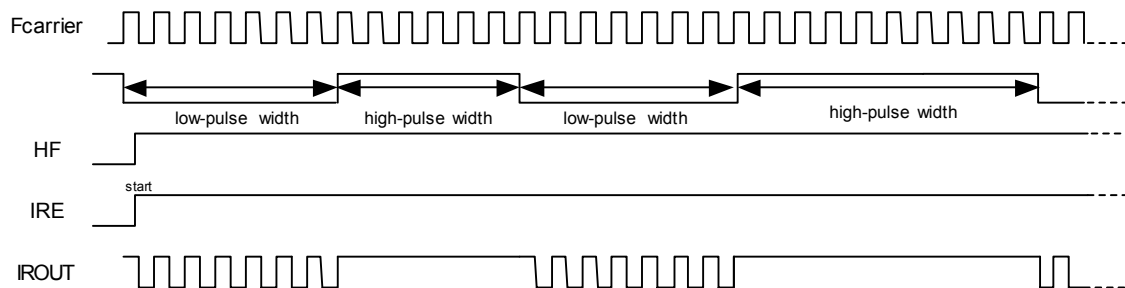 Fcarrier
low-pulse width
high-pulse width
low-pulse width
high-pulse width
HF
start
IRE
IROUT